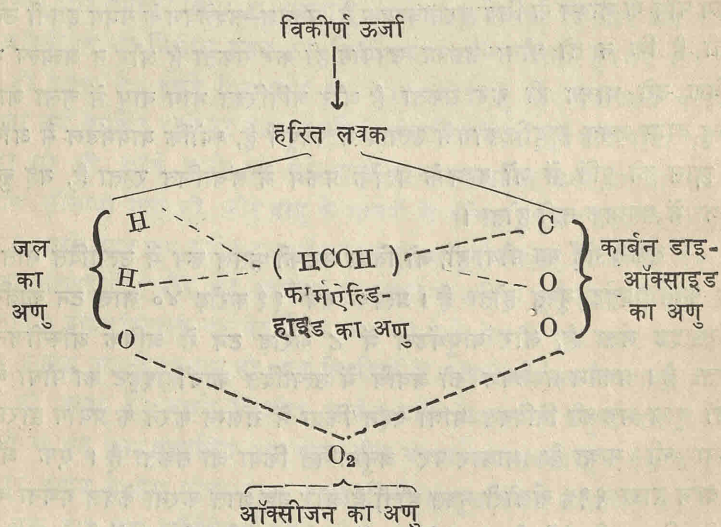 विकीर्ण ऊर्जा
हरित लवक
जल
का
अणु
H
H
O
( HCOH )
फार्मएल्डि-
हाइड का अणु
C
O
O
कार्बन डाइ-
ऑक्साइड
का अणु
O₂
ऑक्सीजन का अणु